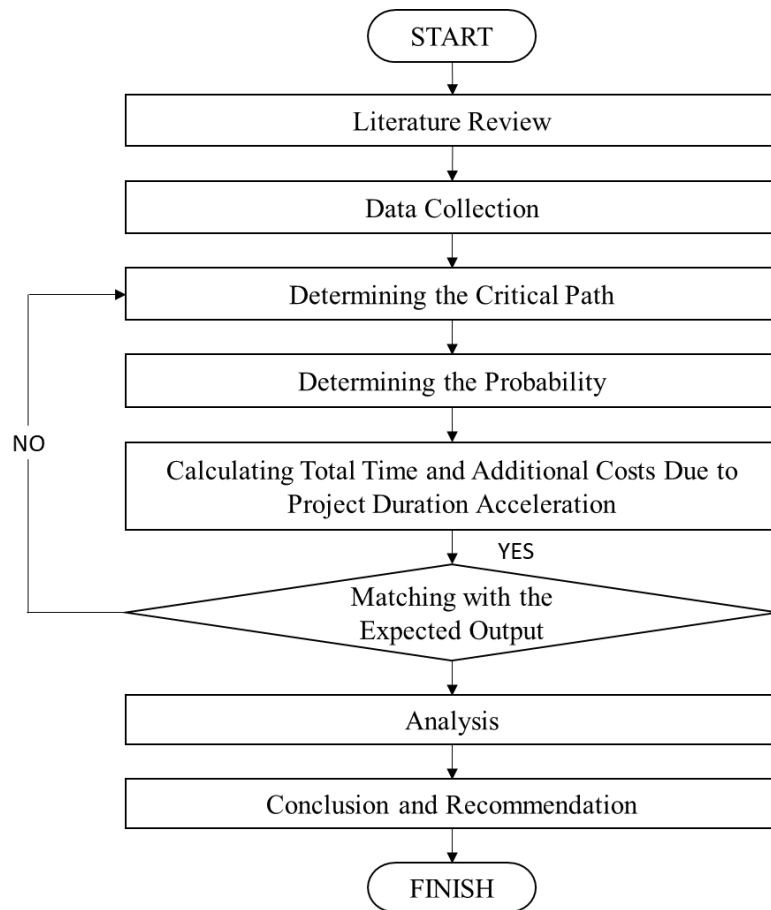 START
Literature Review
Data Collection
Determining the Critical Path
Determining the Probability
NO
Calculating Total Time and Additional Costs Due to
Project Duration Acceleration
YES
Matching with the
Expected Output
Analysis
Conclusion and Recommendation
FINISH